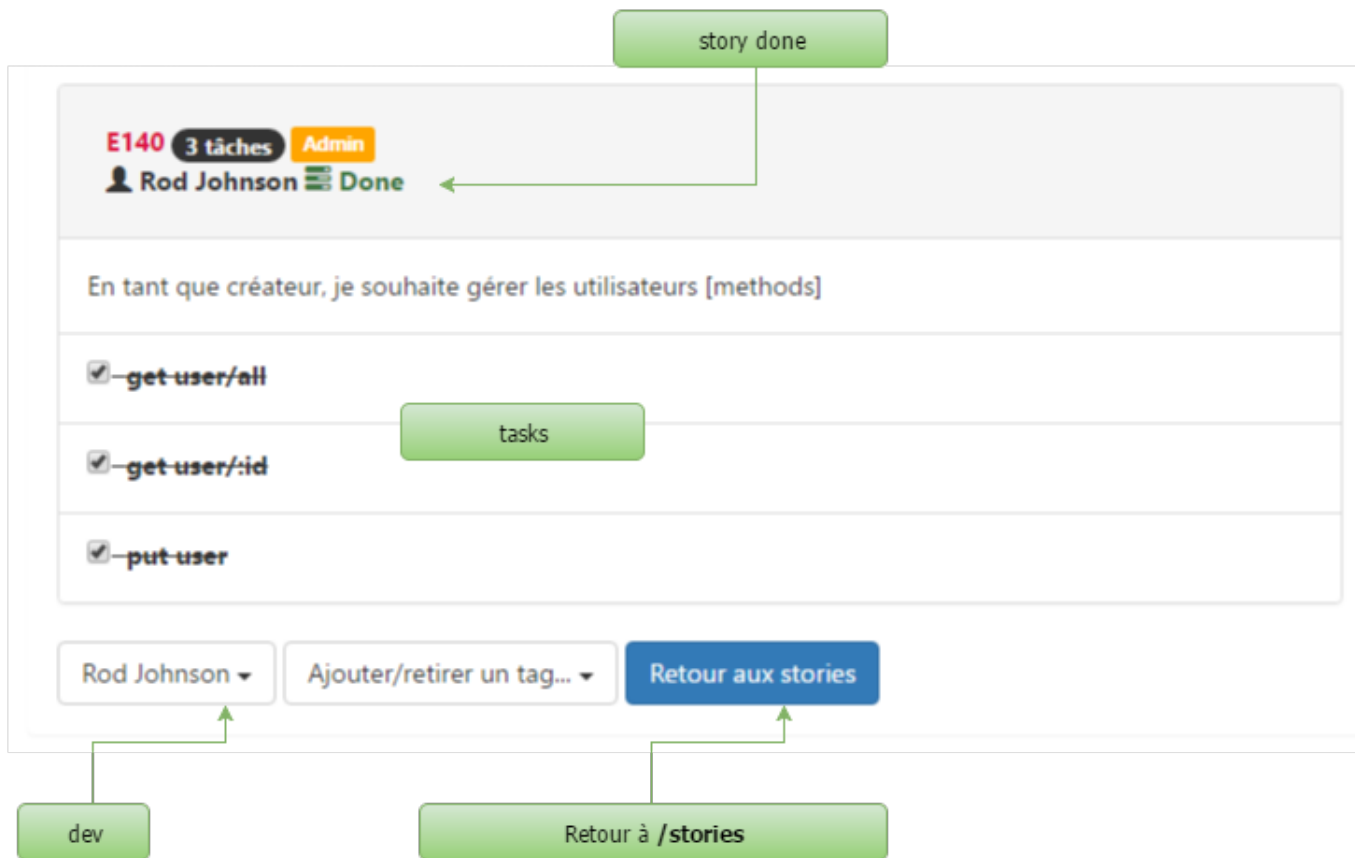 story done
E140 3 tâches Admin
Rod Johnson Done
En tant que créateur, je souhaite gérer les utilisateurs [methods]
get user/all
tasks
get user/:id
put user
Rod Johnson Ajouter/retirer un tag... Retour aux stories
dev Retour à /stories